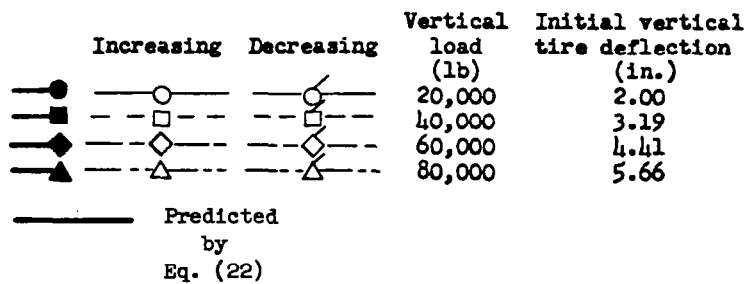 Vertical Initial vertical
Increasing Decreasing load tire deflection
(lb) (in.)
20,000 2.00
40,000 3.19
60,000 4.41
80,000 5.66
Predicted
by
Eq. (22)